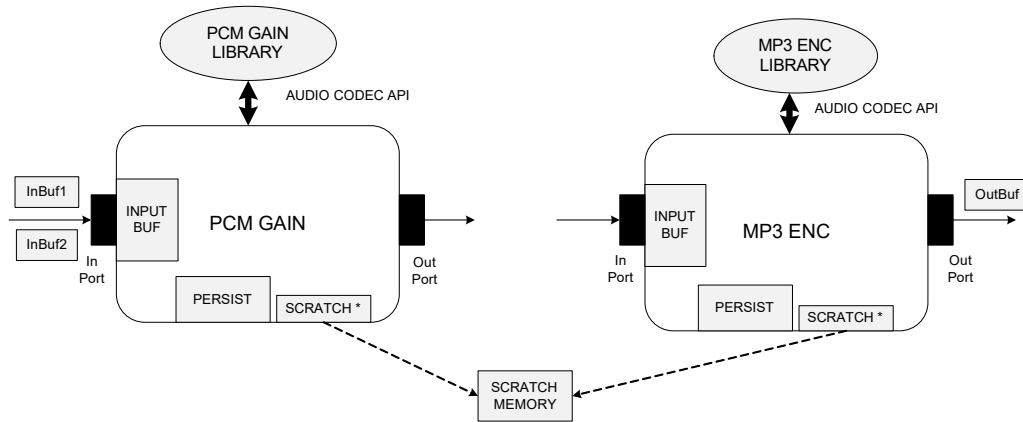 PCM GAIN
LIBRARY
AUDIO CODEC API
InBuf1
InBuf2
In
Port
INPUT
BUF
PCM GAIN
PERSIST
SCRATCH *
Out
Port
MP3 ENC
LIBRARY
AUDIO CODEC API
In
Port
INPUT
BUF
MP3 ENC
PERSIST
SCRATCH *
OutBuf
Out
Port
SCRATCH
MEMORY